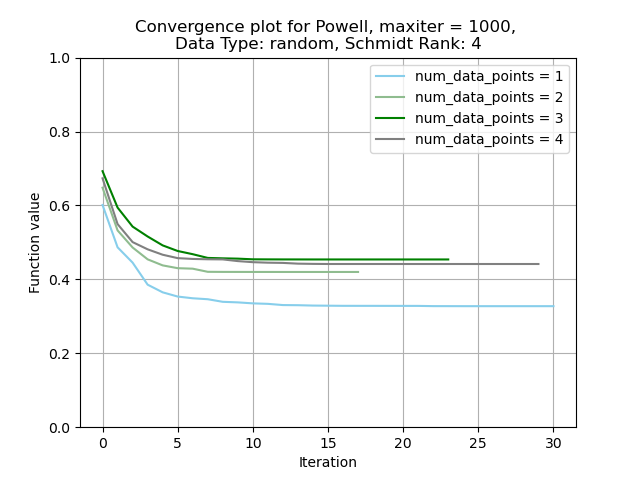 Convergence plot for Powell, maxiter = 1000,
Data Type: random, Schmidt Rank: 4
num_data_points = 1
num_data_points = 2
num_data_points = 3
num_data_points = 4
1.0
0.8
0.6
0.4
0.2
0.0
Function value
0 5 10 15 20 25 30
Iteration